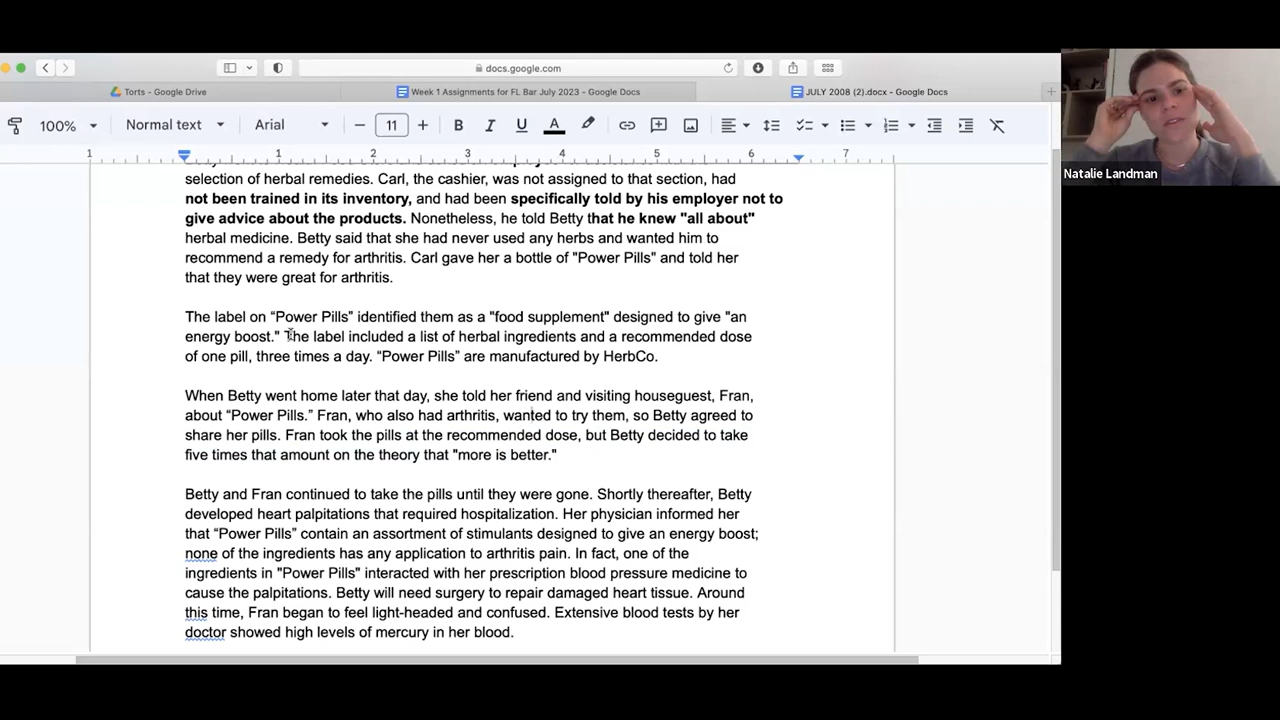 docs.google.com
Torts - Google Drive
Week 1 Assignments for FL Bar July 2023 - Google Docs
JULY 2008 (2).docx - Google Docs
100% Normal text Arial − 11 + B I U A
1 1 2 3 4 5 6 7
selection of herbal remedies. Carl, the cashier, was not assigned to that section, had
not been trained in its inventory, and had been specifically told by his employer not to
give advice about the products. Nonetheless, he told Betty that he knew "all about"
herbal medicine. Betty said that she had never used any herbs and wanted him to
recommend a remedy for arthritis. Carl gave her a bottle of "Power Pills" and told her
that they were great for arthritis.
The label on “Power Pills” identified them as a "food supplement" designed to give "an
energy boost." The label included a list of herbal ingredients and a recommended dose
of one pill, three times a day. “Power Pills” are manufactured by HerbCo.
When Betty went home later that day, she told her friend and visiting houseguest, Fran,
about “Power Pills.” Fran, who also had arthritis, wanted to try them, so Betty agreed to
share her pills. Fran took the pills at the recommended dose, but Betty decided to take
five times that amount on the theory that "more is better."
Betty and Fran continued to take the pills until they were gone. Shortly thereafter, Betty
developed heart palpitations that required hospitalization. Her physician informed her
that “Power Pills” contain an assortment of stimulants designed to give an energy boost;
none of the ingredients has any application to arthritis pain. In fact, one of the
ingredients in "Power Pills" interacted with her prescription blood pressure medicine to
cause the palpitations. Betty will need surgery to repair damaged heart tissue. Around
this time, Fran began to feel light-headed and confused. Extensive blood tests by her
doctor showed high levels of mercury in her blood.
Natalie Landman